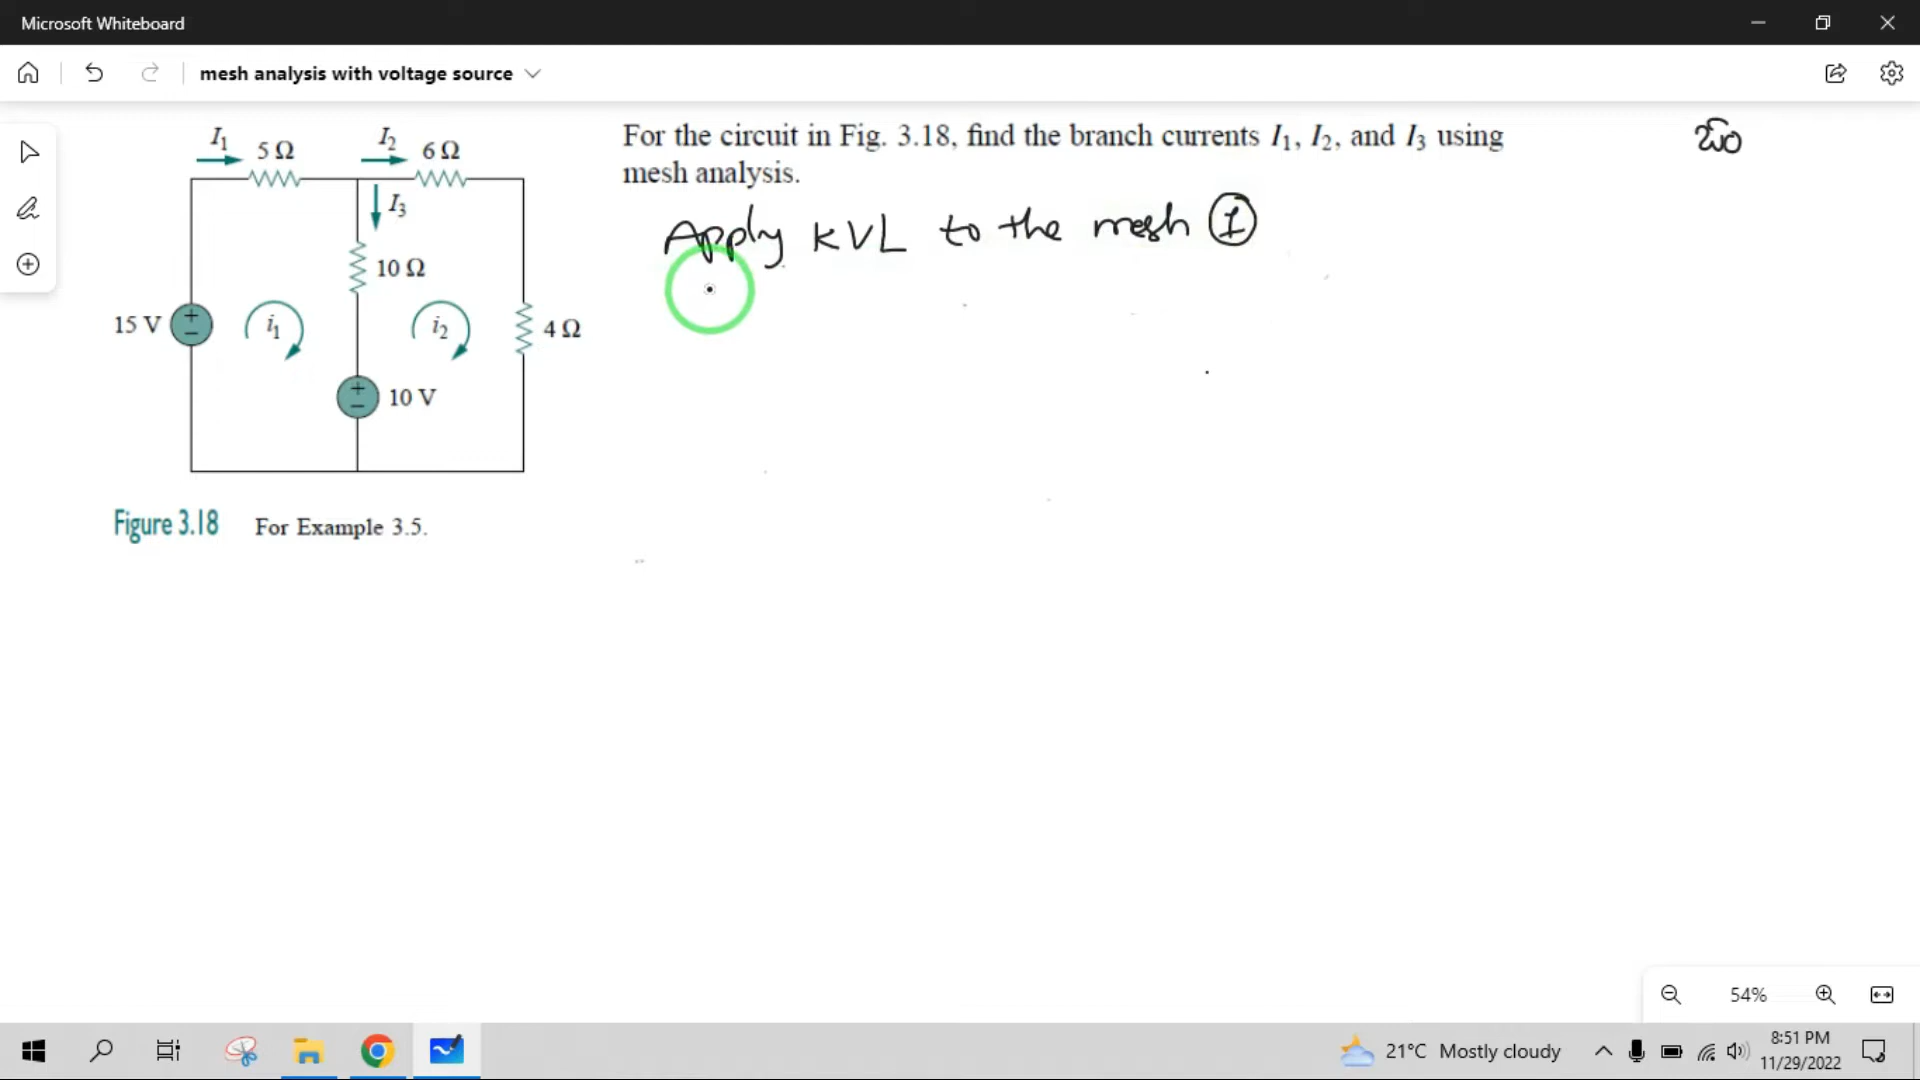 Microsoft Whiteboard
mesh analysis with voltage source
I1 5 Ω I2 6 Ω
I3
10 Ω
15 V + − i1 i2 4 Ω
+ − 10 V
Figure 3.18 For Example 3.5.
For the circuit in Fig. 3.18, find the branch currents I1, I2, and I3 using
mesh analysis.
Apply KVL to the mesh ①
54%
21°C Mostly cloudy
8:51 PM
11/29/2022